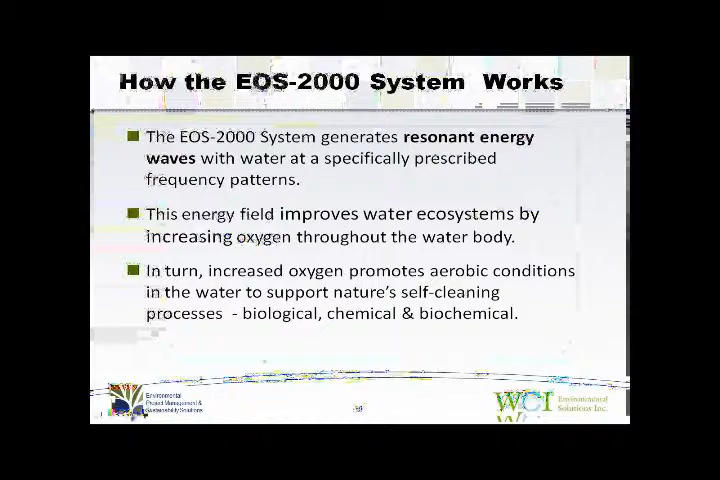 How the EOS-2000 System Works
The EOS-2000 System generates resonant energy
waves with water at a specifically prescribed
frequency patterns.
This energy field improves water ecosystems by
increasing oxygen throughout the water body.
In turn, increased oxygen promotes aerobic conditions
in the water to support nature's self-cleaning
processes - biological, chemical & biochemical.
Environmental
Project Management &
Sustainability Solutions
WCI Environmental
Solutions Inc.